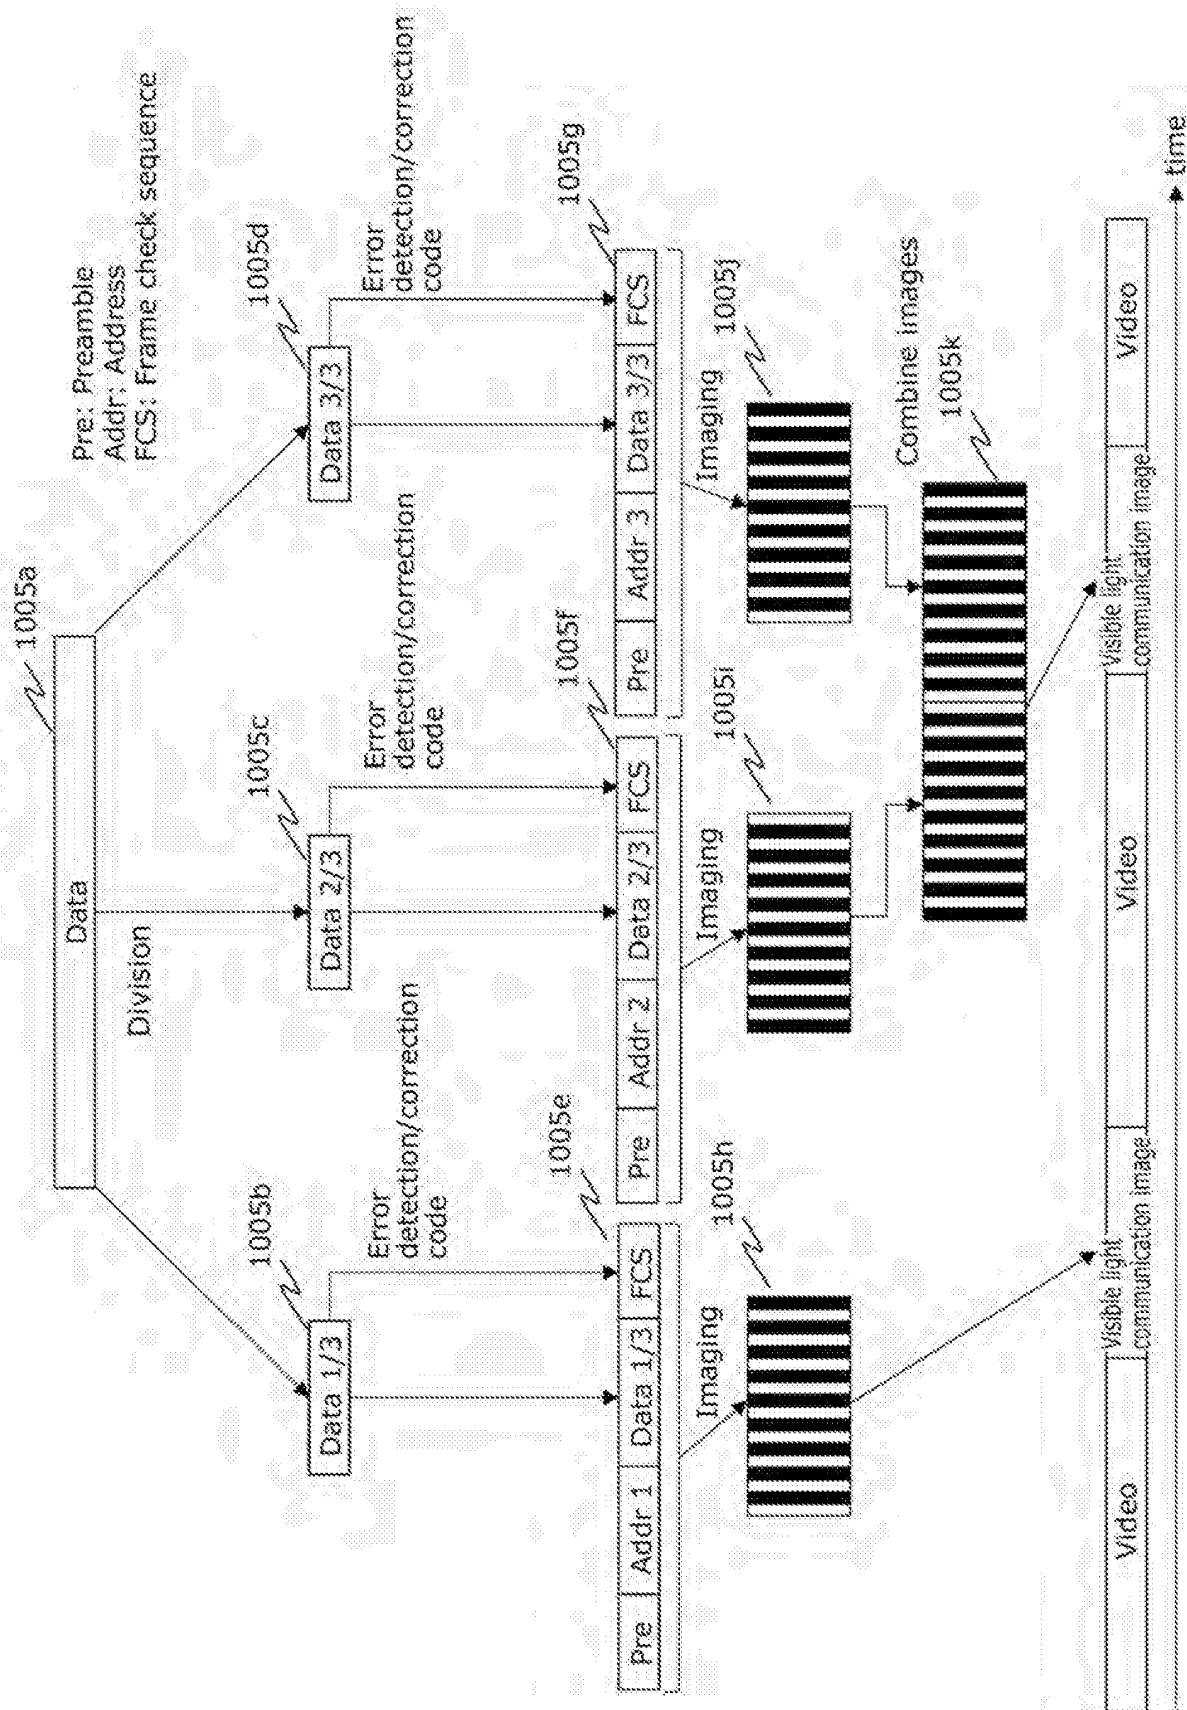 1005a
Data
Pre: Preamble
Addr: Address
FCS: Frame check sequence
Division
1005b
1005c
1005d
Data 1/3
Data 2/3
Data 3/3
Error
detection/correction
code
Error
detection/correction
code
Error
detection/correction
code
1005e
1005f
1005g
Pre Addr 1 Data 1/3 FCS
Pre Addr 2 Data 2/3 FCS
Pre Addr 3 Data 3/3 FCS
Imaging
1005h
Imaging
1005i
Imaging
1005j
Combine images
1005k
Video
Visible light
communication image
Video
Visible light
communication image
Video
time